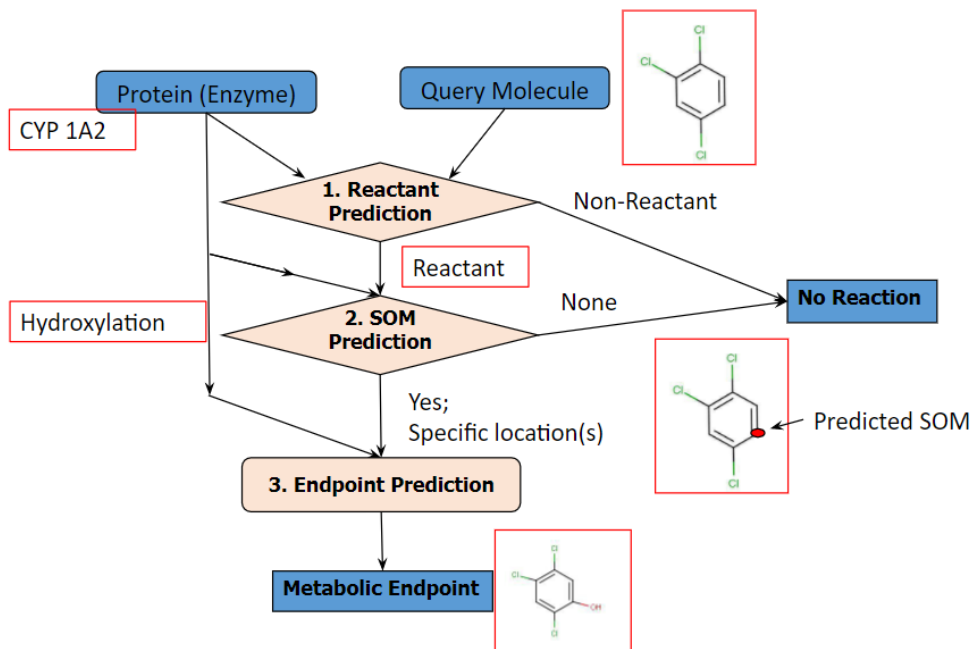 Cl
Cl
Cl
Protein (Enzyme)
Query Molecule
CYP 1A2
1. Reactant
Prediction
Non-Reactant
Reactant
No Reaction
None
Hydroxylation
2. SOM
Prediction
Cl
Cl
Cl
Predicted SOM
Yes;
Specific location(s)
3. Endpoint Prediction
Metabolic Endpoint
Cl
Cl
OH
Cl